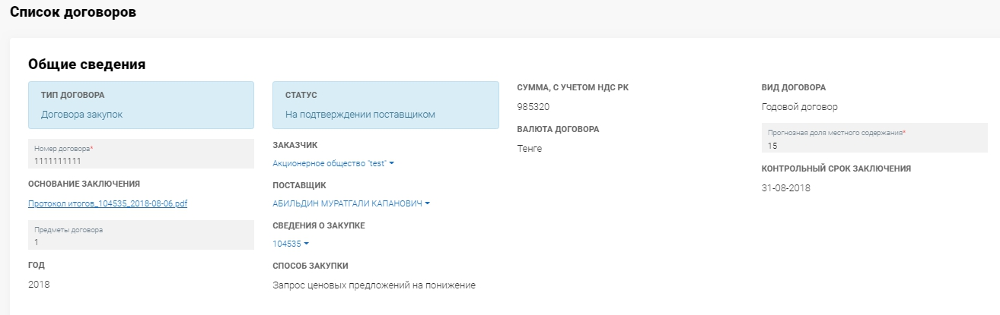 Список договоров
Общие сведения
ТИП ДОГОВОРА
Договора закупок
Номер договора*
1111111111
ОСНОВАНИЕ ЗАКЛЮЧЕНИЯ
Протокол итогов_104535_2018-08-06.pdf
Предметы договора
1
ГОД
2018
СТАТУС
На подтверждении поставщиком
ЗАКАЗЧИК
Акционерное общество "test"
ПОСТАВЩИК
АБИЛЬДИН МУРАТГАЛИ КАПАНОВИЧ
СВЕДЕНИЯ О ЗАКУПКЕ
104535
СПОСОБ ЗАКУПКИ
Запрос ценовых предложений на понижение
СУММА, С УЧЕТОМ НДС РК
985320
ВАЛЮТА ДОГОВОРА
Тенге
ВИД ДОГОВОРА
Годовой договор
Прогнозная доля местного содержания*
15
КОНТРОЛЬНЫЙ СРОК ЗАКЛЮЧЕНИЯ
31-08-2018